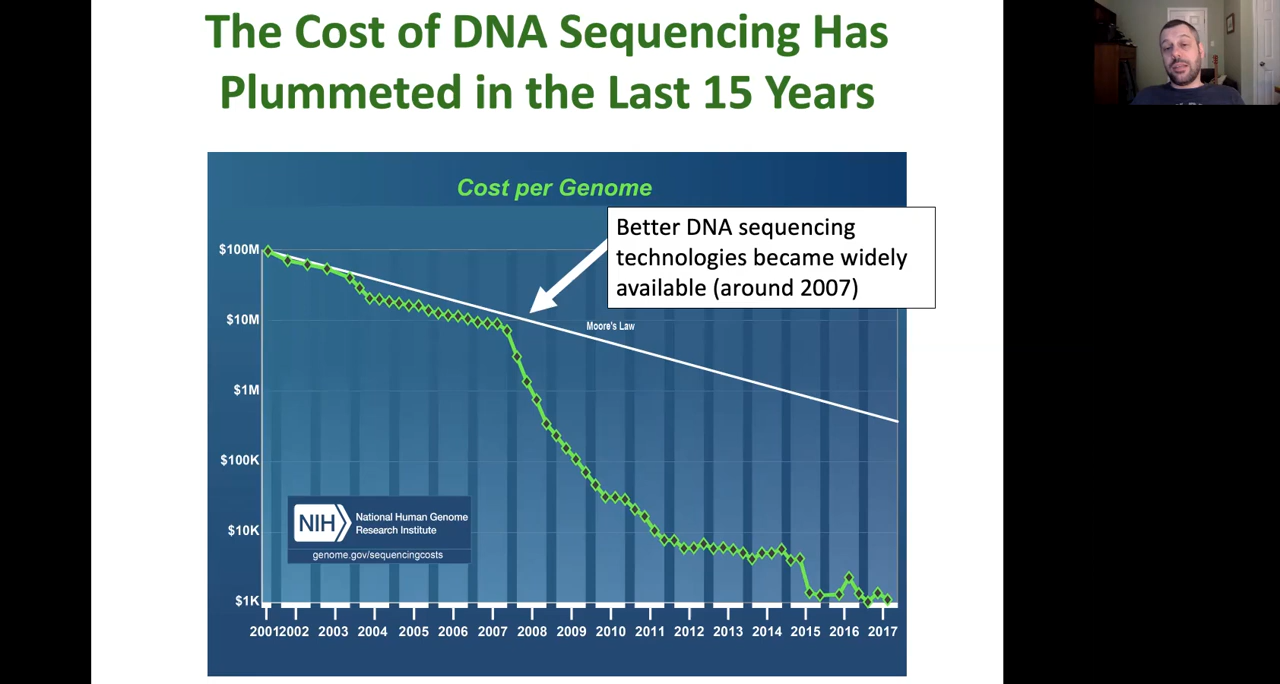 The Cost of DNA Sequencing Has
Plummeted in the Last 15 Years
Cost per Genome
Better DNA sequencing
technologies became widely
available (around 2007)
$100M
$10M
Moore's Law
$1M
$100K
$10K
$1K
NIH
National Human Genome
Research Institute
genome.gov/sequencingcosts
2001 2002 2003 2004 2005 2006 2007 2008 2009 2010 2011 2012 2013 2014 2015 2016 2017